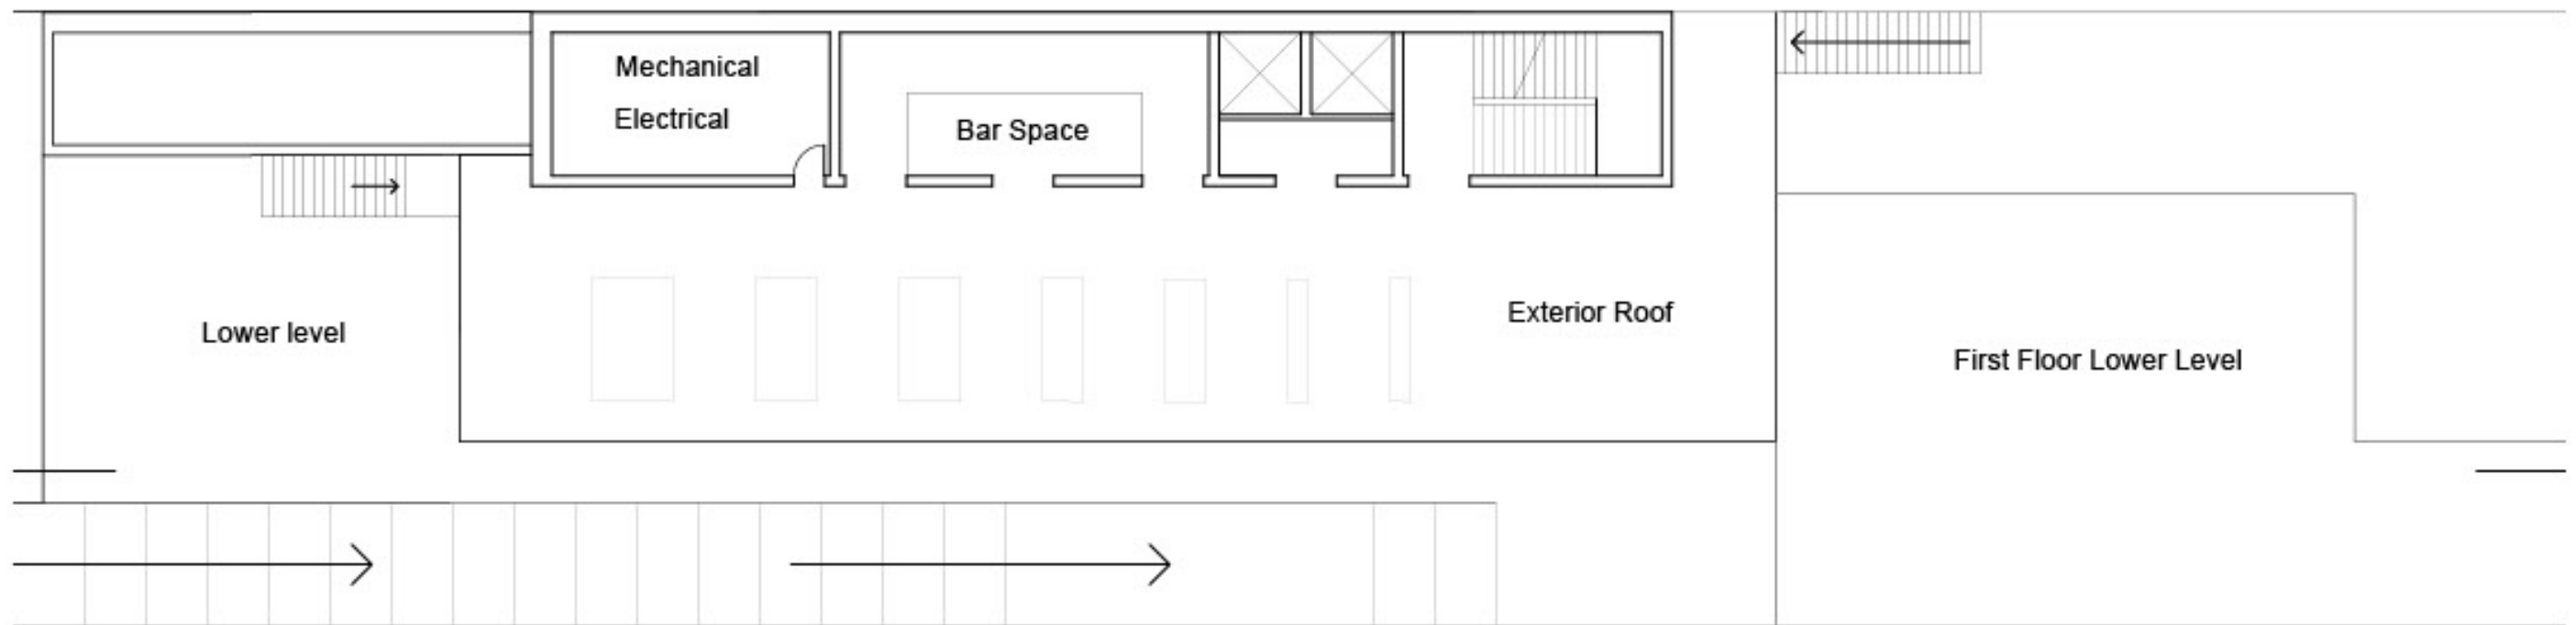 Mechanical
Electrical
Bar Space
Lower level
Exterior Roof
First Floor Lower Level